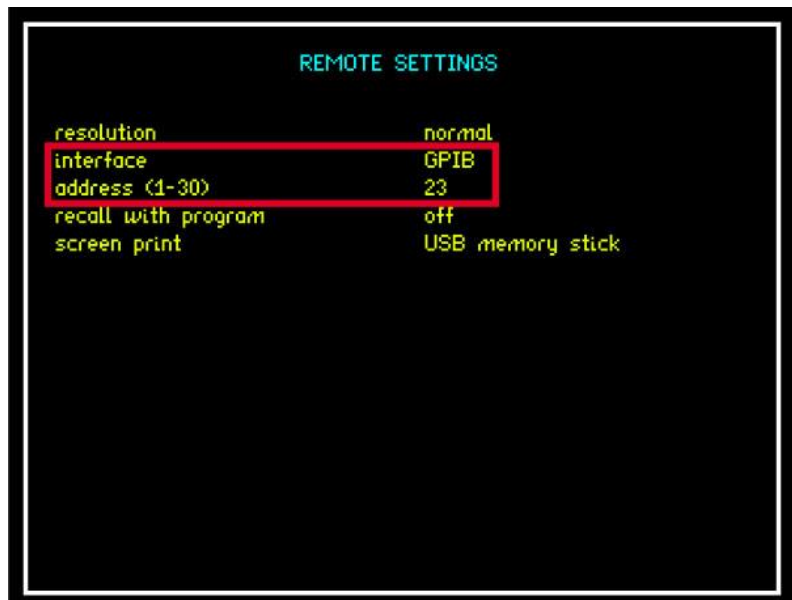 REMOTE SETTINGS
resolution normal
interface GPIB
address (1-30) 23
recall with program off
screen print USB memory stick